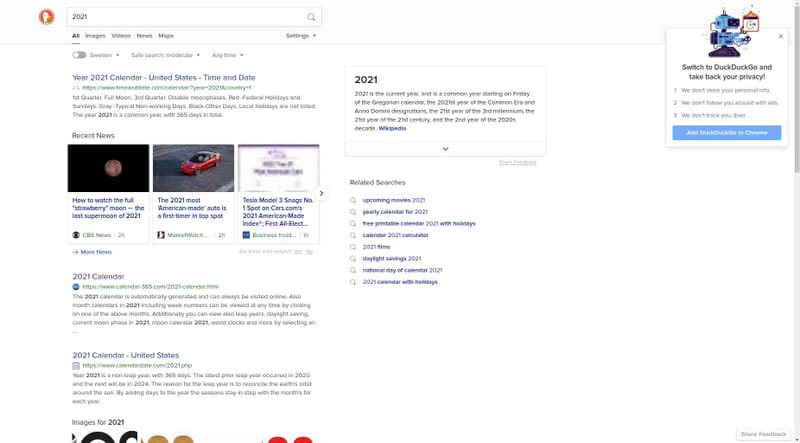 2021
All Images Videos News Maps Settings
Sweden Safe search: moderate Any time
Year 2021 Calendar - United States - Time and Date
https://www.timeanddate.com/calendar/?year=2021&country=1
1st Quarter. Full Moon. 3rd Quarter. Disable moonphases. Red -Federal Holidays and
Sundays. Gray -Typical Non-working Days. Black-Other Days. Local holidays are not listed.
The year 2021 is a common year, with 365 days in total.
Recent News
How to watch the full
"strawberry" moon — the
last supermoon of 2021
CBS News 2h
The 2021 most
'American-made' auto is
a first-timer in top spot
MarketWatch ... 2h
Tesla Model 3 Snags No.
1 Spot on Cars.com's
2021 American-Made
Index®; First All-Elect...
Business Insid... 1h
More News
Are these links helpful? Yes No
2021 Calendar
https://www.calendar-365.com/2021-calendar.html
The 2021 calendar is automatically generated and can always be visited online. Also
month calendars in 2021 including week numbers can be viewed at any time by clicking
on one of the above months. Additionally you can view also leap years, daylight saving,
current moon phase in 2021, moon calendar 2021, world clocks and more by selecting an
...
2021 Calendar - United States
https://www.calendardate.com/2021.php
Year 2021 is a non-leap year, with 365 days. The latest prior leap year occurred in 2020
and the next will be in 2024. The reason for the leap year is to reconcile the earth's orbit
around the sun. By adding days to the year the seasons stay in step with the month's for
each year.
Images for 2021
2021
2021 is the current year, and is a common year starting on Friday
of the Gregorian calendar, the 2021st year of the Common Era and
Anno Domini designations, the 21st year of the 3rd millennium, the
21st year of the 21st century, and the 2nd year of the 2020s
decade. Wikipedia
Share Feedback
Related Searches
upcoming movies 2021
yearly calendar for 2021
free printable calendar 2021 with holidays
calendar 2021 calculator
2021 films
daylight savings 2021
national day of calendar 2021
2021 calendar with holidays
Switch to DuckDuckGo and
take back your privacy!
1 We don't store your personal info.
2 We don't follow you around with ads.
3 We don't track you. Ever.
Add DuckDuckGo to Chrome
Share Feedback